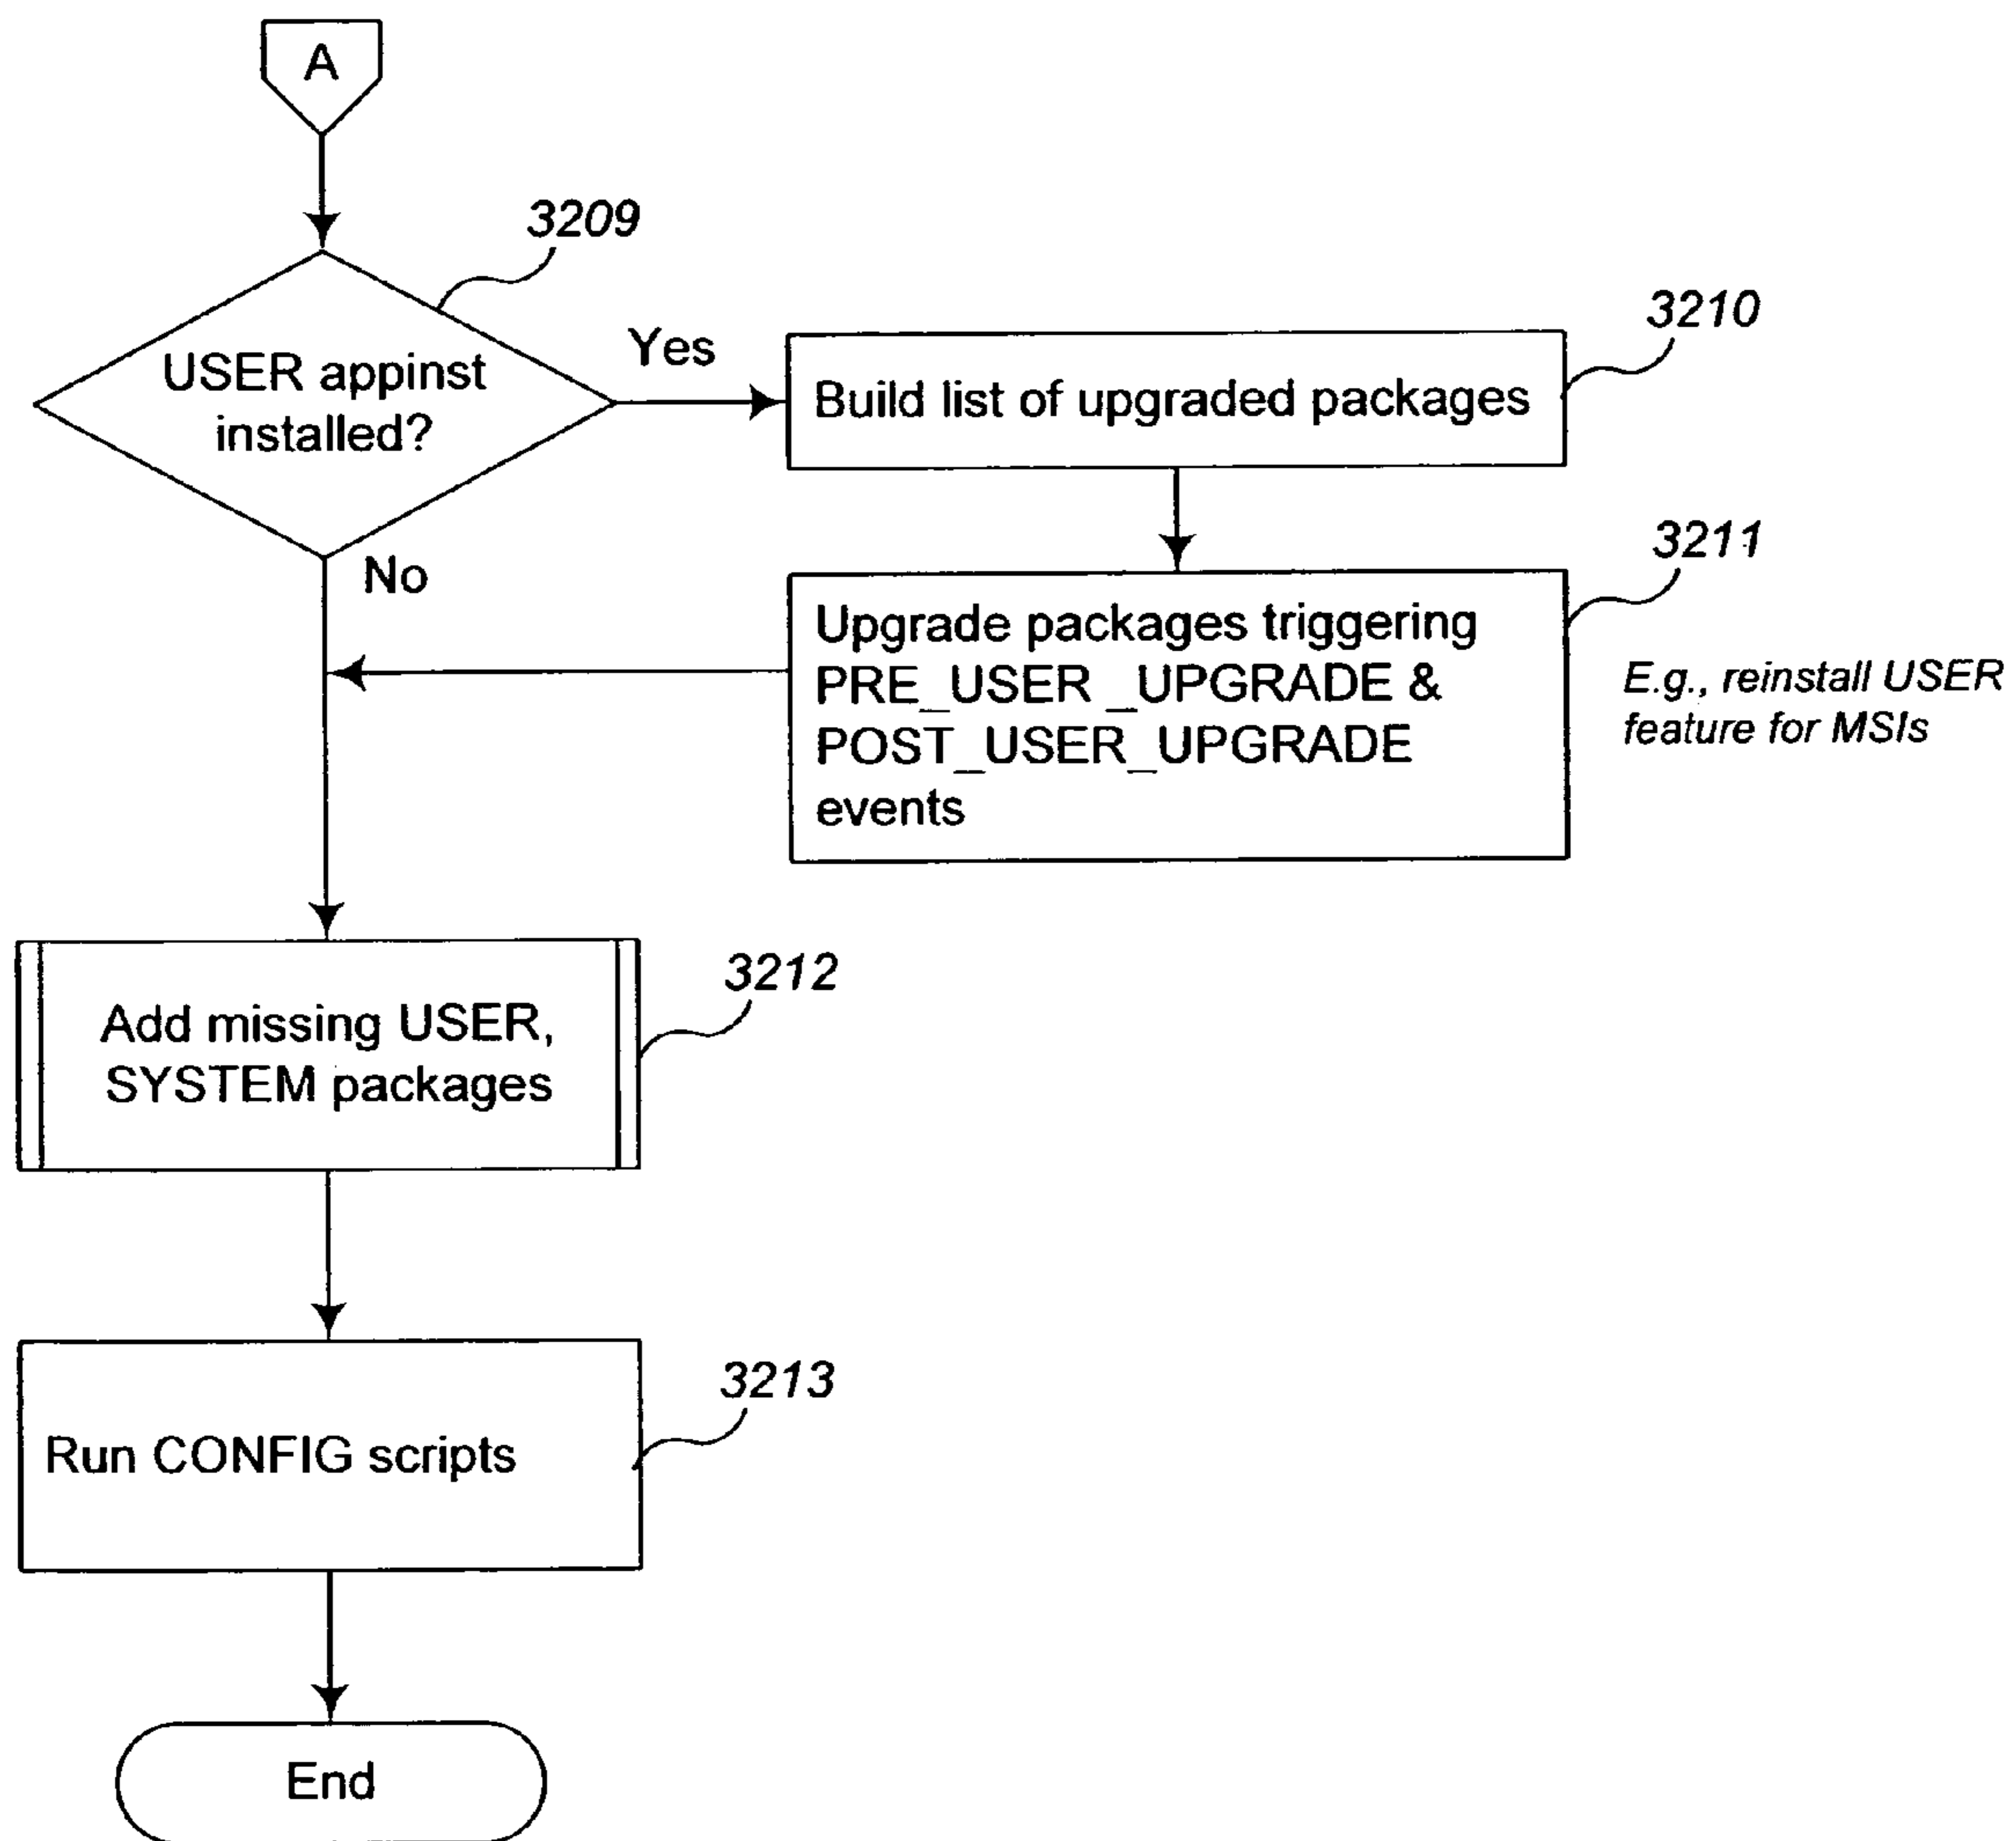 A
3209
USER appinst
installed?
Yes
3210
Build list of upgraded packages
No
3211
Upgrade packages triggering
PRE_USER _UPGRADE &
POST_USER_UPGRADE
events
E.g., reinstall USER
feature for MSIs
3212
Add missing USER,
SYSTEM packages
3213
Run CONFIG scripts
End